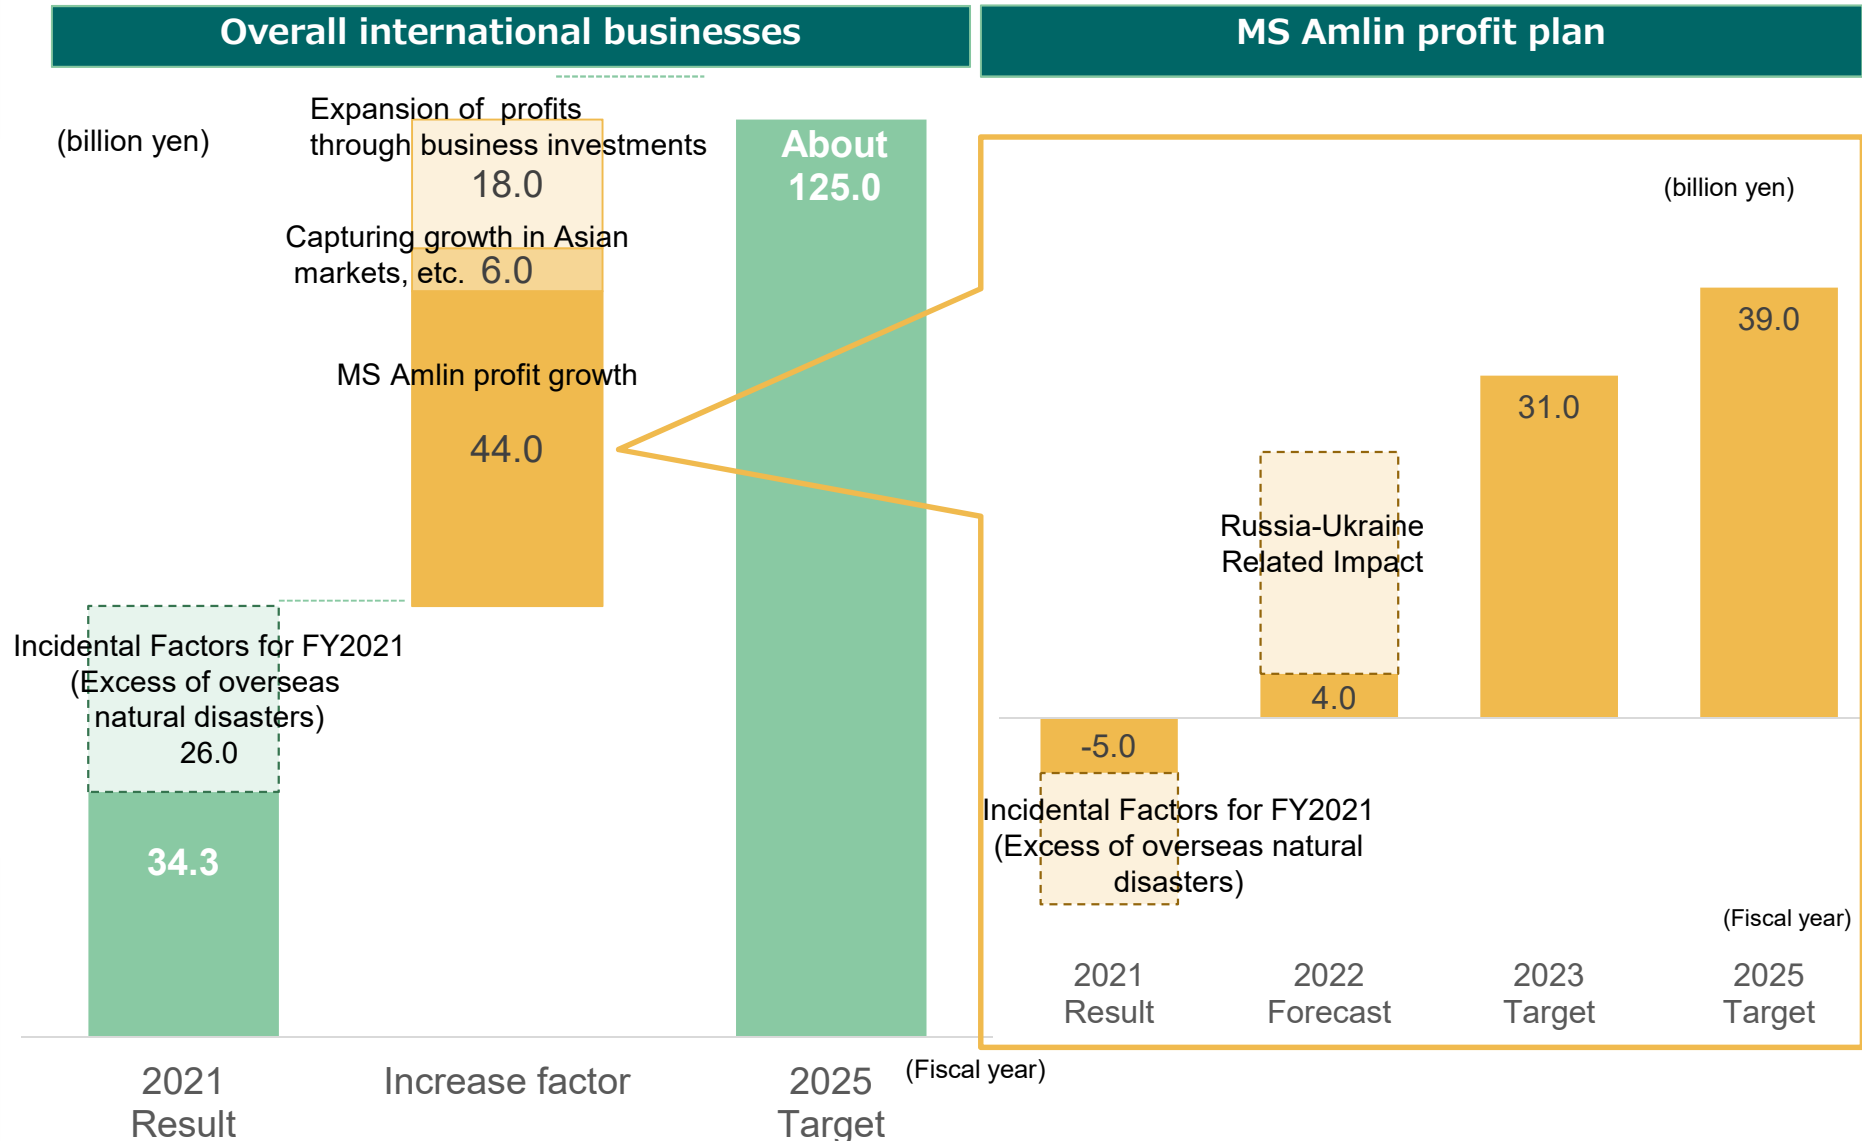 Overall international businesses
(billion yen)
Expansion of profits
through business investments
18.0
Capturing growth in Asian
markets, etc. 6.0
MS Amlin profit growth
44.0
About
125.0
Incidental Factors for FY2021
(Excess of overseas
natural disasters)
26.0
34.3
2021
Result
Increase factor
2025
Target
(Fiscal year)
MS Amlin profit plan
(billion yen)
39.0
31.0
Russia-Ukraine
Related Impact
4.0
-5.0
Incidental Factors for FY2021
(Excess of overseas natural
disasters)
(Fiscal year)
2021
Result
2022
Forecast
2023
Target
2025
Target